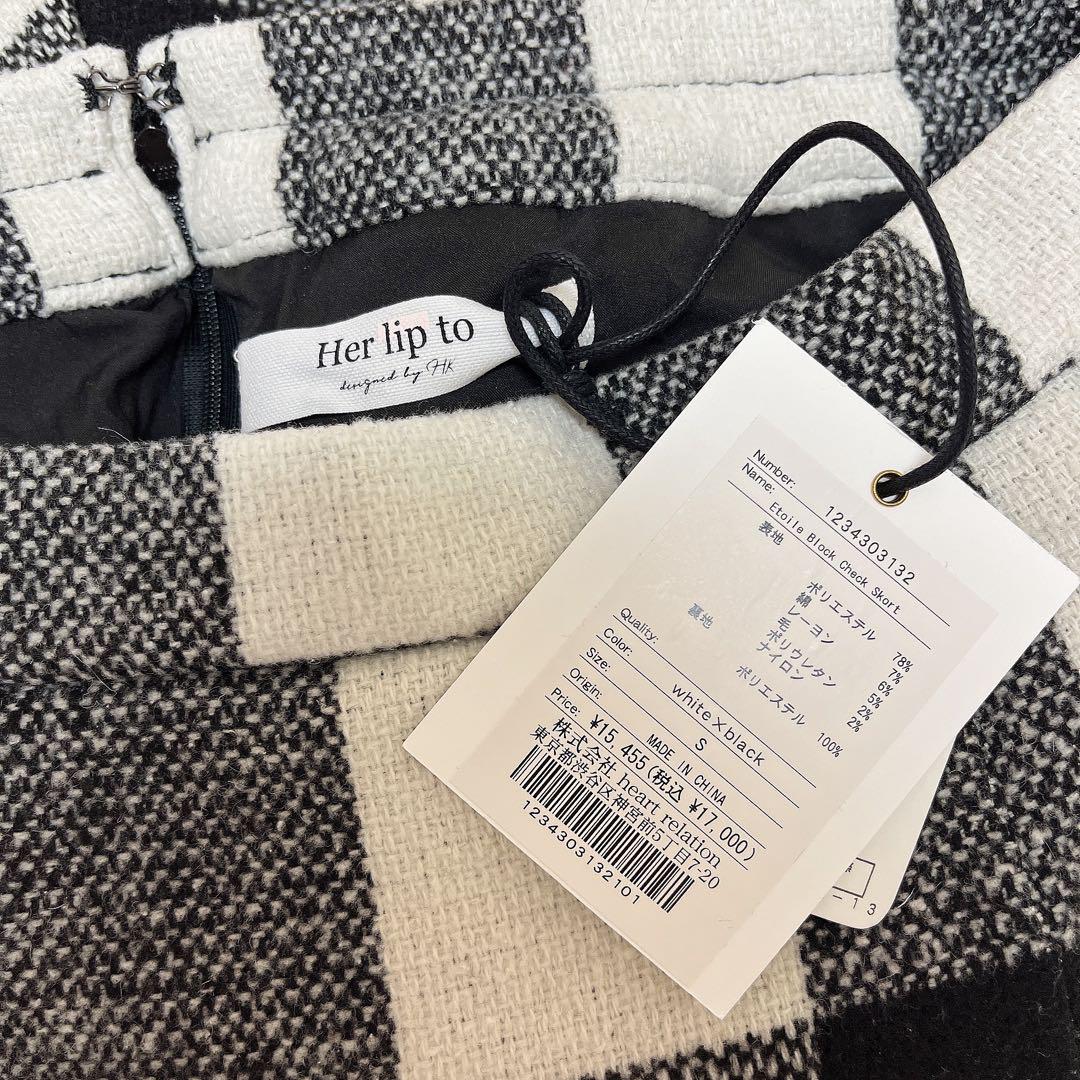 Her lip to
designed by HK
Number: 1234303132
Name: Etoile Block Check Skort
表地 ポリエステル 78%
綿 7%
レーヨン 6%
毛 5%
ポリウレタン 2%
ナイロン 2%
裏地 ポリエステル 100%
Quality:
Color: white×black
Size: S
Origin: MADE IN CHINA
Price: ¥15,455(税込 ¥17,000)
株式会社 heart relation
東京都渋谷区神宮前5丁目7-20
1234303132101
-13